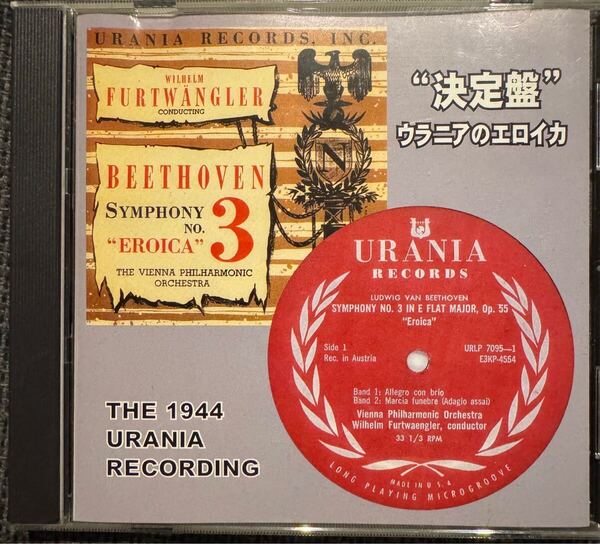 URANIA RECORDS, INC.
WILHELM
FURTWÄNGLER
CONDUCTING
BEETHOVEN
SYMPHONY
NO.
"EROICA" 3
THE VIENNA PHILHARMONIC
ORCHESTRA
N
“決定盤”
ウラニアのエロイカ
URANIA
RECORDS
LUDWIG VAN BEETHOVEN
SYMPHONY NO. 3 IN E FLAT MAJOR, Op. 55
"Eroica"
Side 1
Rec. in Austria
URLP 7095—1
E3KP-4554
Band 1: Allegro con brio
Band 2: Marcia funebre (Adagio assai)
Vienna Philharmonic Orchestra
Wilhelm Furtwaengler, conductor
33 1/3 RPM
MADE IN U. S. A.
LONG PLAYING MICROGROOVE
THE 1944
URANIA
RECORDING